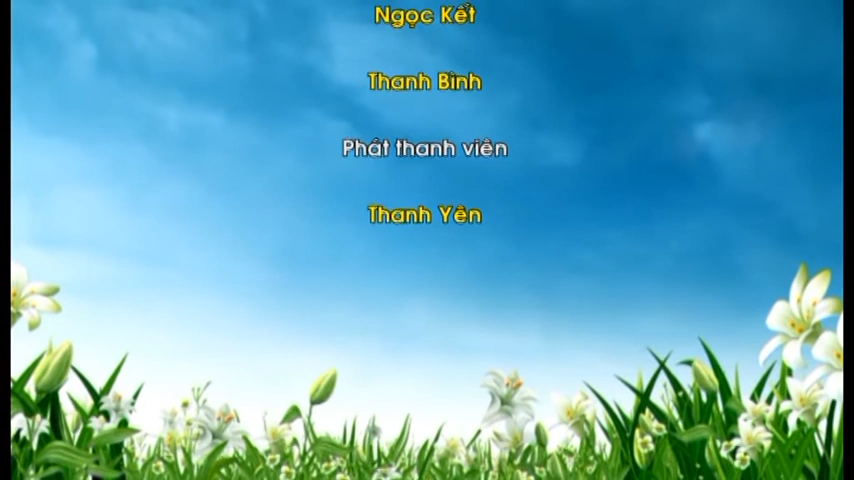 Ngọc Kết
Thanh Bình
Phát thanh viên
Thanh Yên